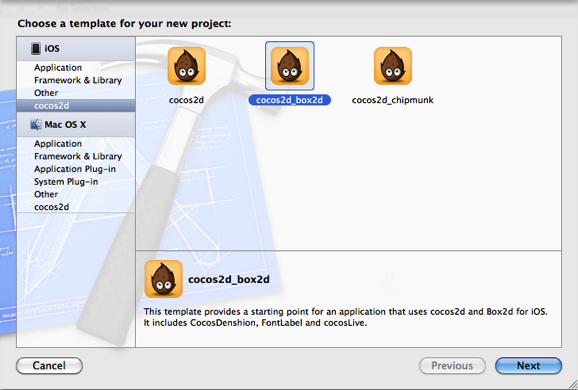 Choose a template for your new project:
iOS
Application
Framework & Library
Other
cocos2d
Mac OS X
Application
Framework & Library
Application Plug-in
System Plug-in
Other
cocos2d
cocos2d
cocos2d_box2d
cocos2d_chipmunk
cocos2d_box2d
This template provides a starting point for an application that uses cocos2d and Box2d for iOS.
It includes CocosDenshion, FontLabel and cocosLive.
Cancel
Previous
Next